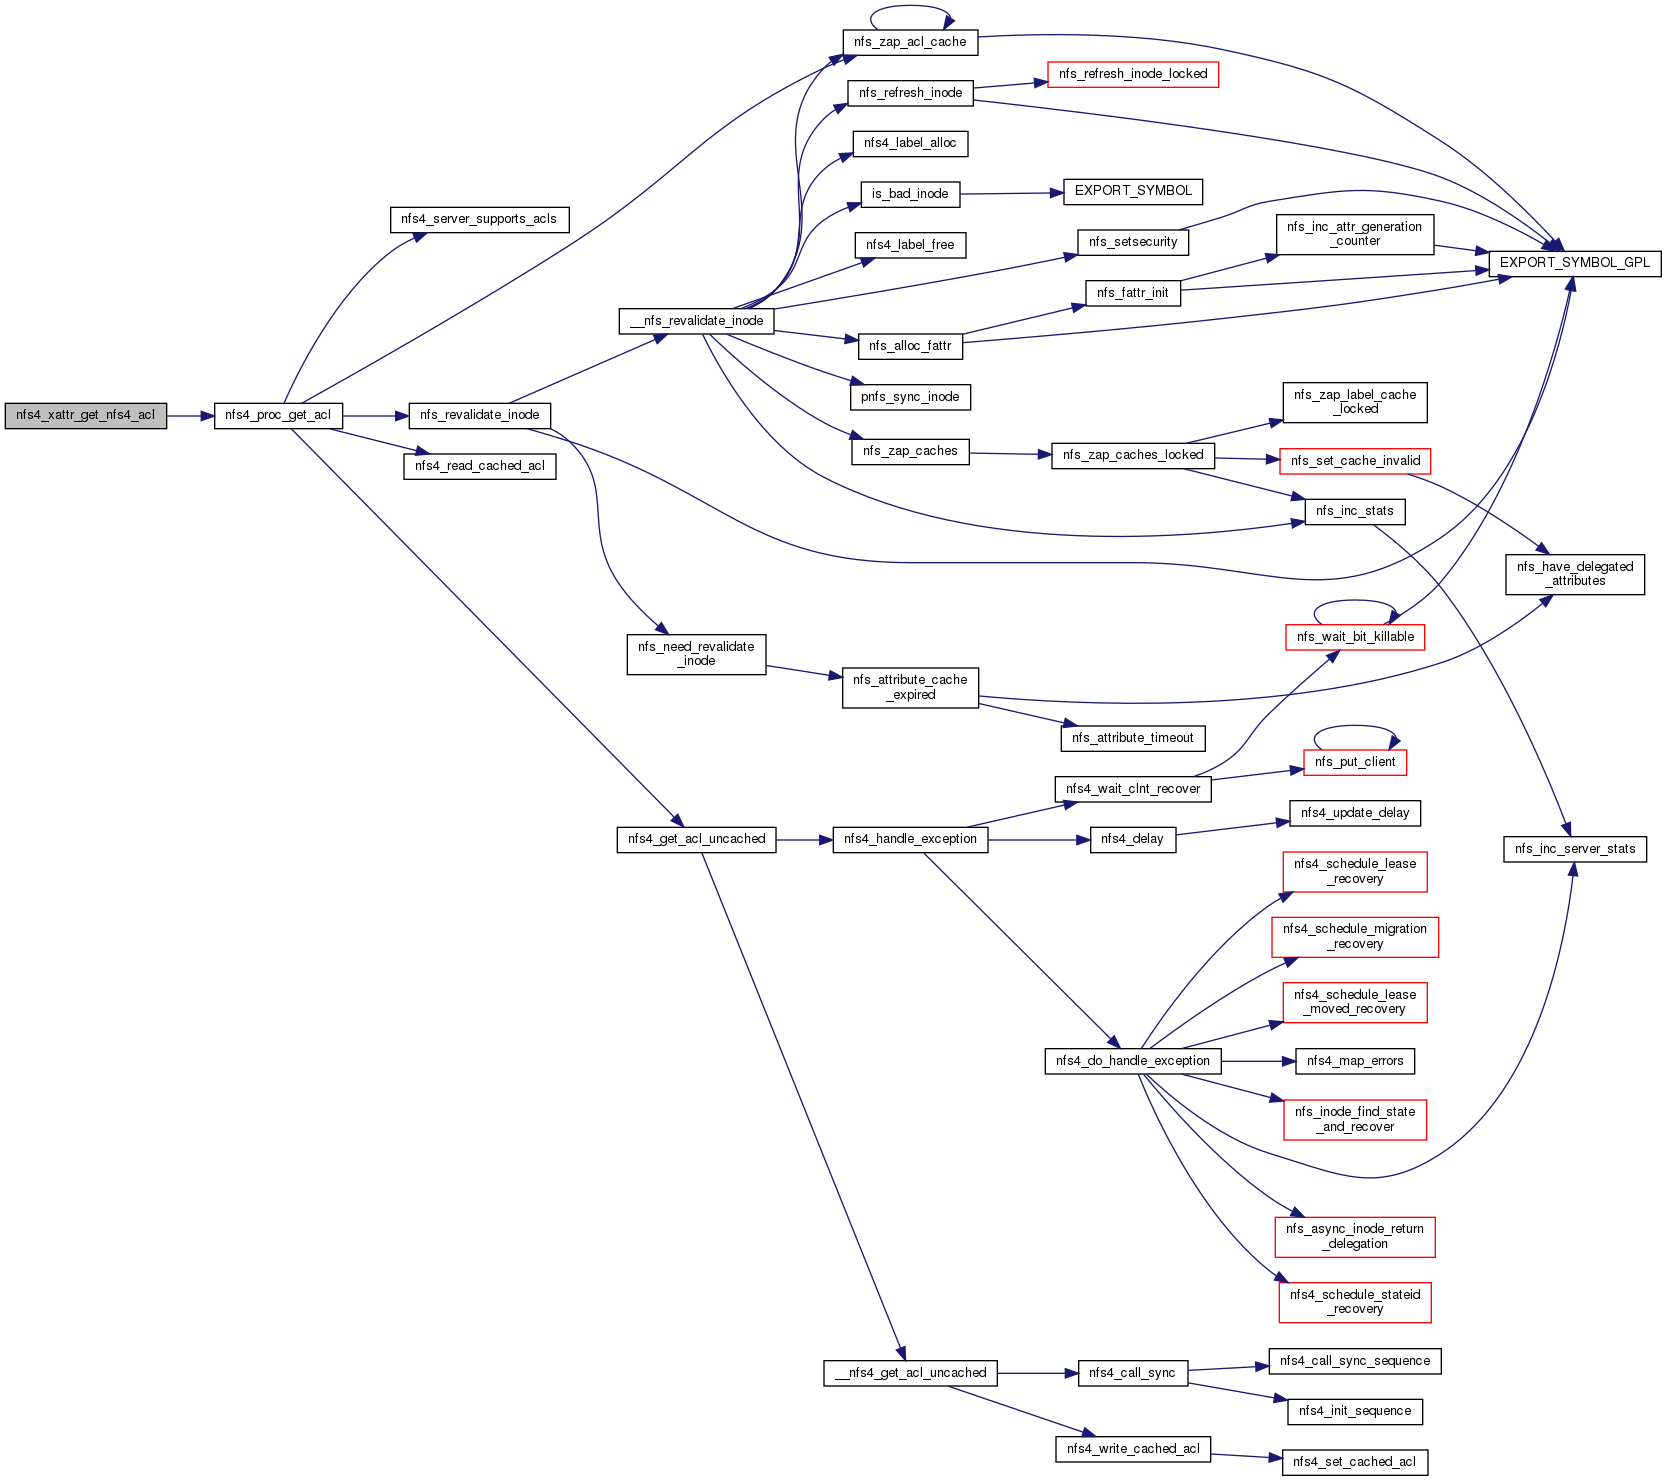 nfs_zap_acl_cache
nfs_refresh_inode_locked
nfs_refresh_inode
nfs4_label_alloc
is_bad_inode
EXPORT_SYMBOL
nfs4_server_supports_acls
nfs_inc_attr_generation
_counter
nfs4_label_free
nfs_setsecurity
EXPORT_SYMBOL_GPL
nfs_fattr_init
__nfs_revalidate_inode
nfs_alloc_fattr
nfs_zap_label_cache
_locked
pnfs_sync_inode
nfs4_xattr_get_nfs4_acl
nfs4_proc_get_acl
nfs_revalidate_inode
nfs_zap_caches
nfs_zap_caches_locked
nfs_set_cache_invalid
nfs4_read_cached_acl
nfs_inc_stats
nfs_have_delegated
_attributes
nfs_wait_bit_killable
nfs_need_revalidate
_inode
nfs_attribute_cache
_expired
nfs_attribute_timeout
nfs_put_client
nfs4_wait_clnt_recover
nfs4_update_delay
nfs4_get_acl_uncached
nfs4_handle_exception
nfs4_delay
nfs_inc_server_stats
nfs4_schedule_lease
_recovery
nfs4_schedule_migration
_recovery
nfs4_schedule_lease
_moved_recovery
nfs4_do_handle_exception
nfs4_map_errors
nfs_inode_find_state
_and_recover
nfs_async_inode_return
_delegation
nfs4_schedule_stateid
_recovery
__nfs4_get_acl_uncached
nfs4_call_sync
nfs4_call_sync_sequence
nfs4_init_sequence
nfs4_write_cached_acl
nfs4_set_cached_acl